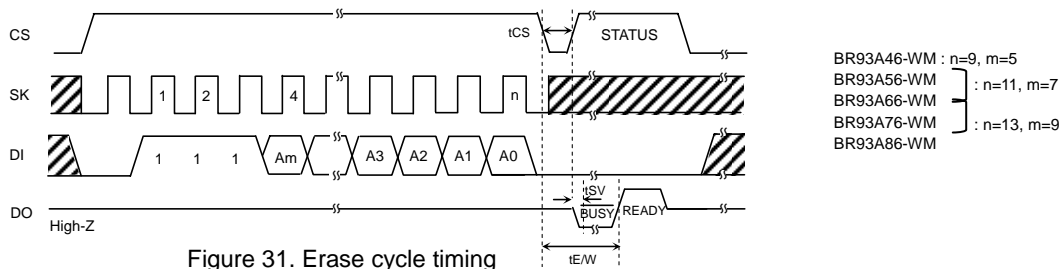 CS
tCS
STATUS
SK
1 2 4 n
DI
1 1 1 Am A3 A2 A1 A0
tSV
DO
BUSY READY
High-Z
tE/W
Figure 31. Erase cycle timing
BR93A46-WM : n=9, m=5
BR93A56-WM
: n=11, m=7
BR93A66-WM
BR93A76-WM
: n=13, m=9
BR93A86-WM